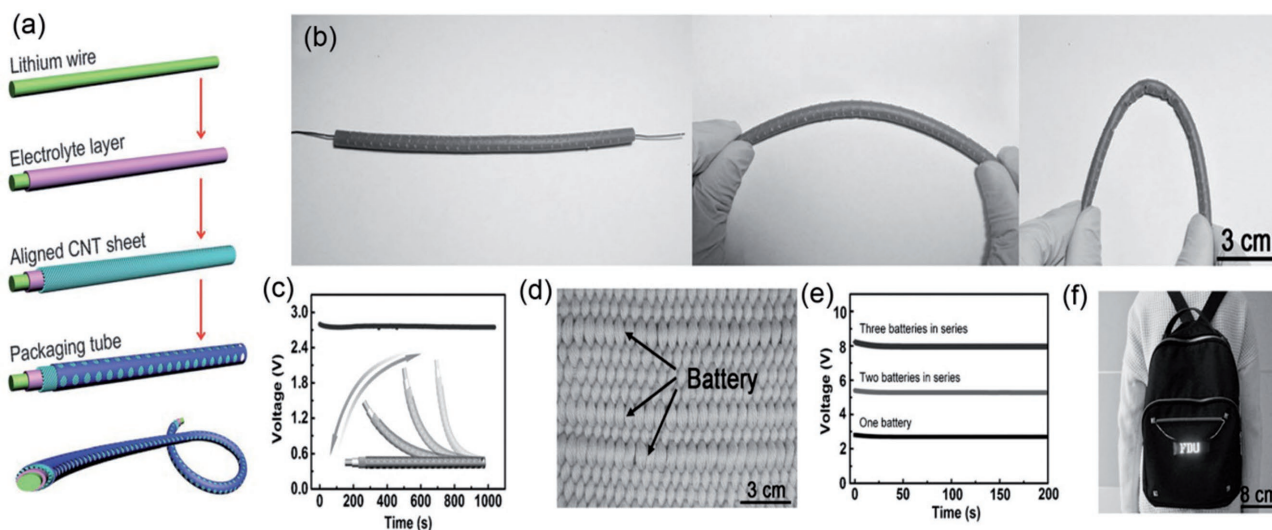 (a)
Lithium wire
Electrolyte layer
Aligned CNT sheet
Packaging tube
(b)
3 cm
(c)
3.0
2.4
1.8
1.2
0.6
0.0
Voltage (V)
0 200 400 600 800 1000
Time (s)
(d)
Battery
3 cm
(e)
10
8
6
4
2
0
Voltage (V)
Three batteries in series
Two batteries in series
One battery
0 50 100 150 200
Time (s)
(f)
FDU
8 cm